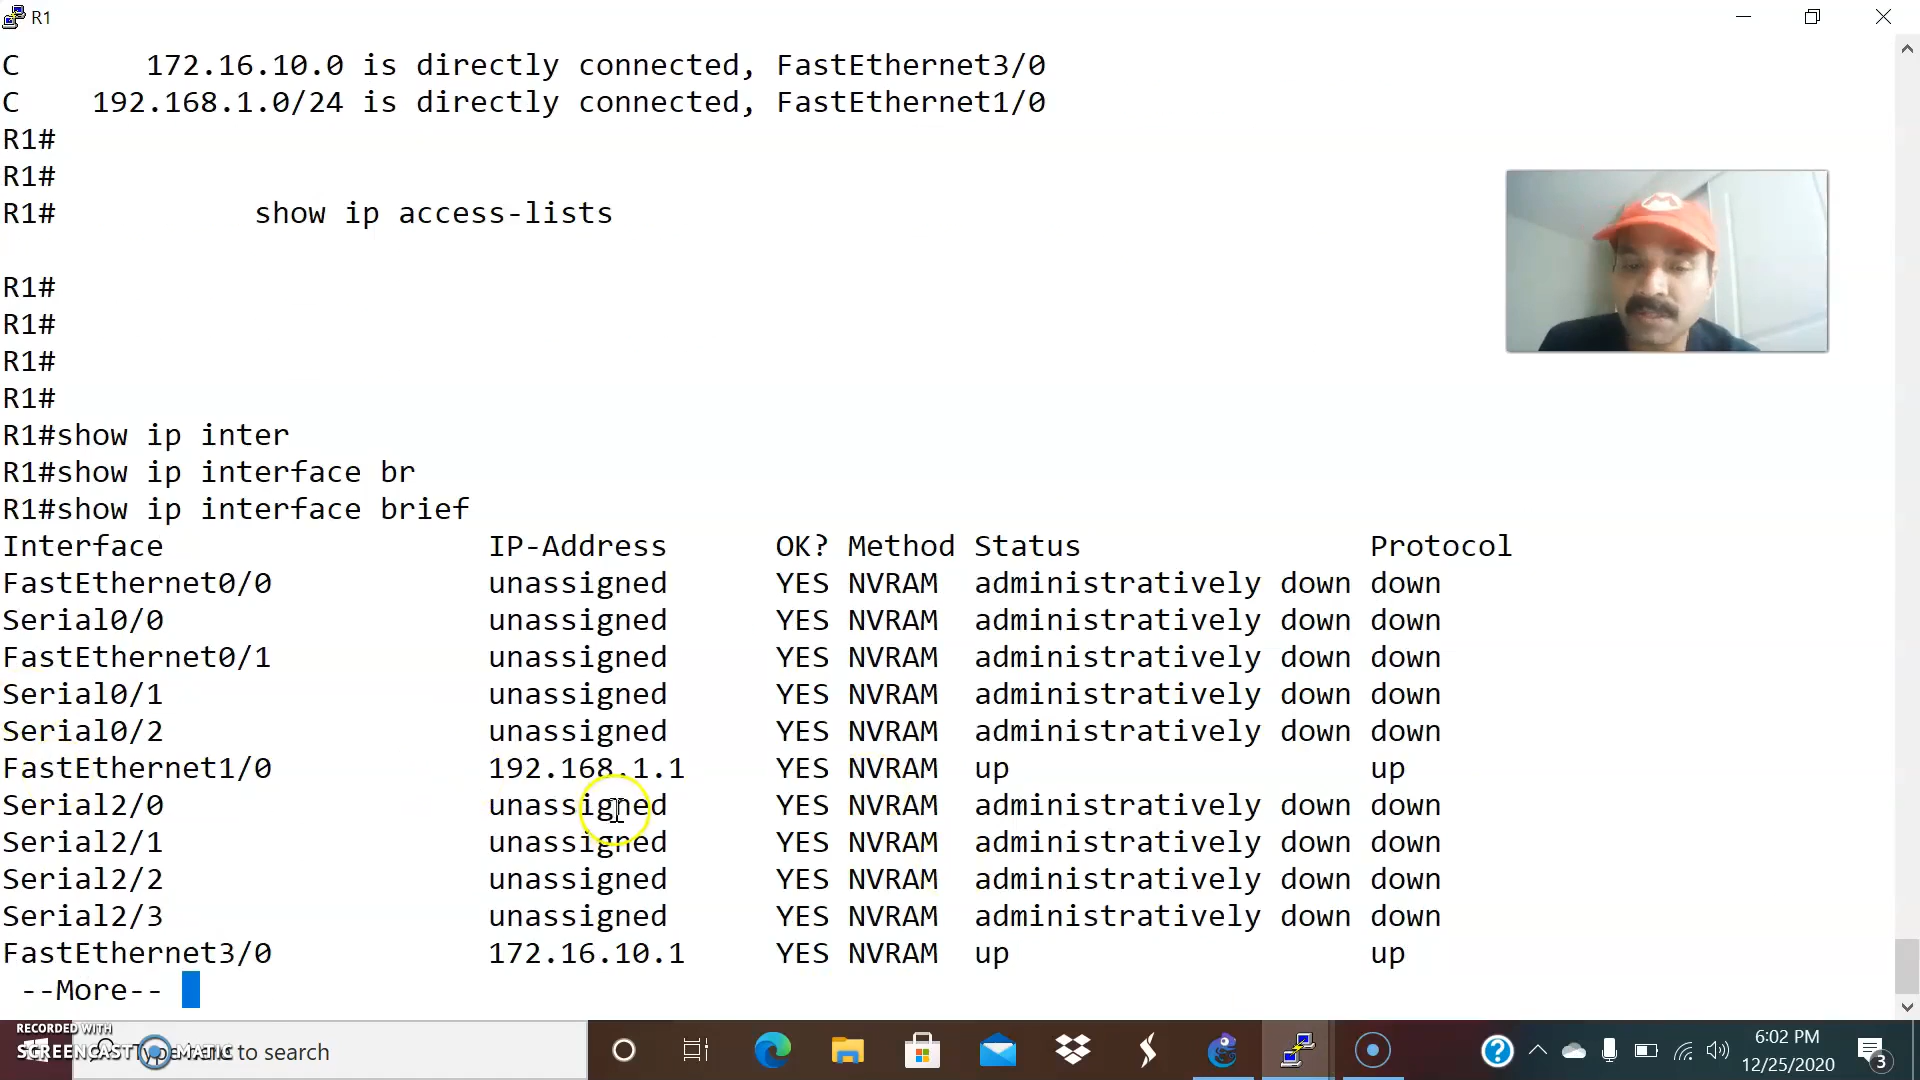 R1
C        172.16.10.0 is directly connected, FastEthernet3/0
C     192.168.1.0/24 is directly connected, FastEthernet1/0
R1#
R1#
R1#           show ip access-lists
R1#
R1#
R1#
R1#
R1#show ip inter
R1#show ip interface br
R1#show ip interface brief
Interface                  IP-Address      OK? Method Status                Protocol
FastEthernet0/0            unassigned      YES NVRAM  administratively down down
Serial0/0                  unassigned      YES NVRAM  administratively down down
FastEthernet0/1            unassigned      YES NVRAM  administratively down down
Serial0/1                  unassigned      YES NVRAM  administratively down down
Serial0/2                  unassigned      YES NVRAM  administratively down down
FastEthernet1/0            192.168.1.1     YES NVRAM  up                    up
Serial2/0                  unassigned      YES NVRAM  administratively down down
Serial2/1                  unassigned      YES NVRAM  administratively down down
Serial2/2                  unassigned      YES NVRAM  administratively down down
Serial2/3                  unassigned      YES NVRAM  administratively down down
FastEthernet3/0            172.16.10.1     YES NVRAM  up                    up
--More--
RECORDED WITH
SCREENCAST MATIC
Type here to search
6:02 PM
12/25/2020
3